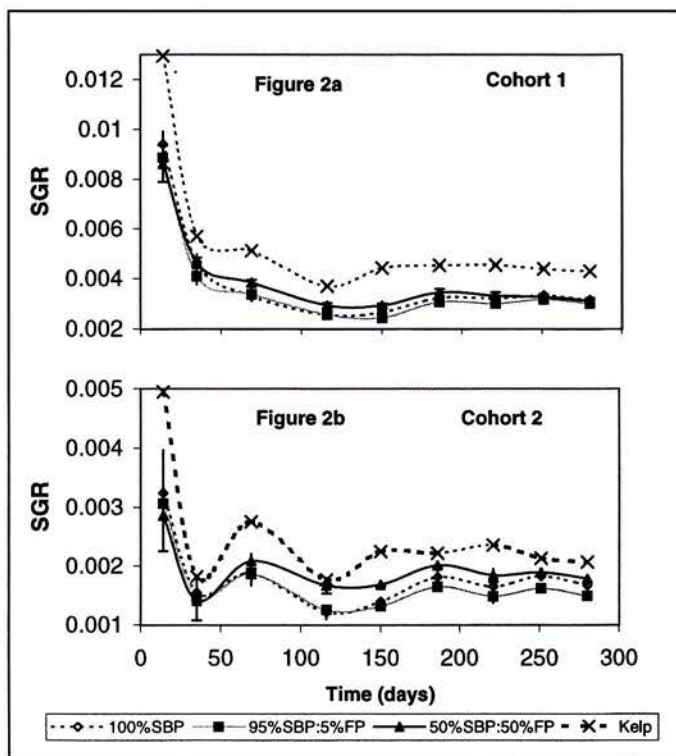 0.012
0.01
0.008
0.006
0.004
0.002
SGR
Figure 2a
Cohort 1
0.005
0.004
0.003
0.002
0.001
SGR
Figure 2b
Cohort 2
0 50 100 150 200 250 300
Time (days)
100%SBP 95%SBP:5%FP 50%SBP:50%FP Kelp